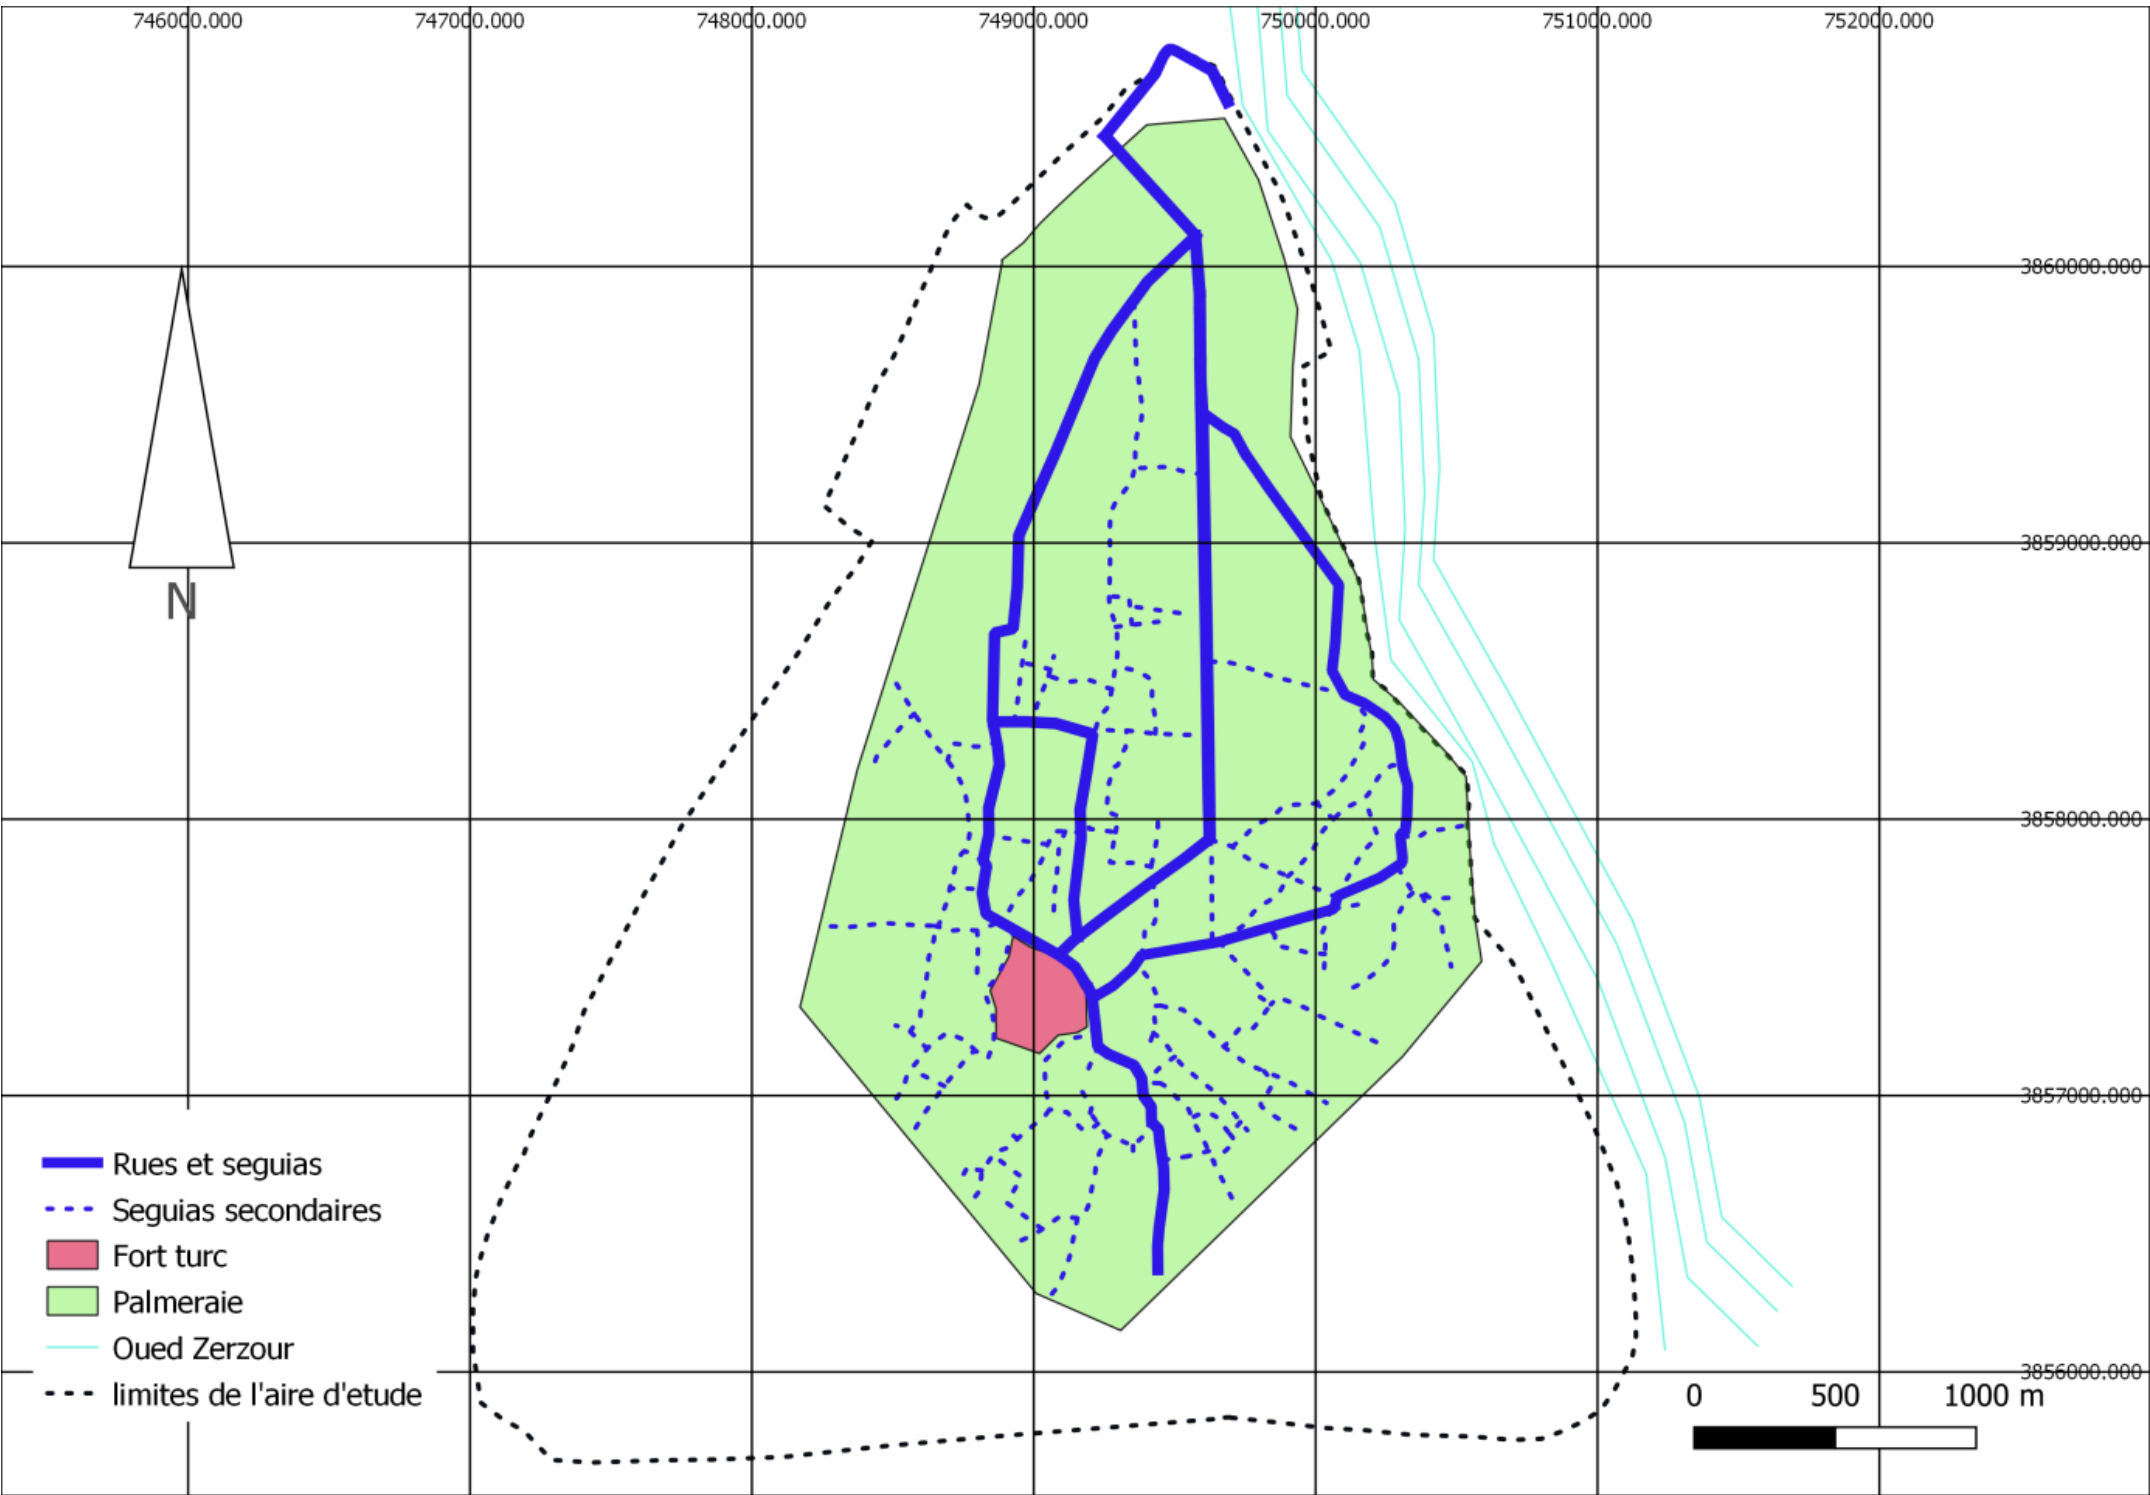 746000.000 747000.000 748000.000 749000.000 750000.000 751000.000 752000.000
3860000.000
3859000.000
N
3858000.000
3857000.000
Rues et seguias
Seguias secondaires
Fort turc
Palmeraie
Oued Zerzour
3856000.000
limites de l'aire d'etude
0 500 1000 m